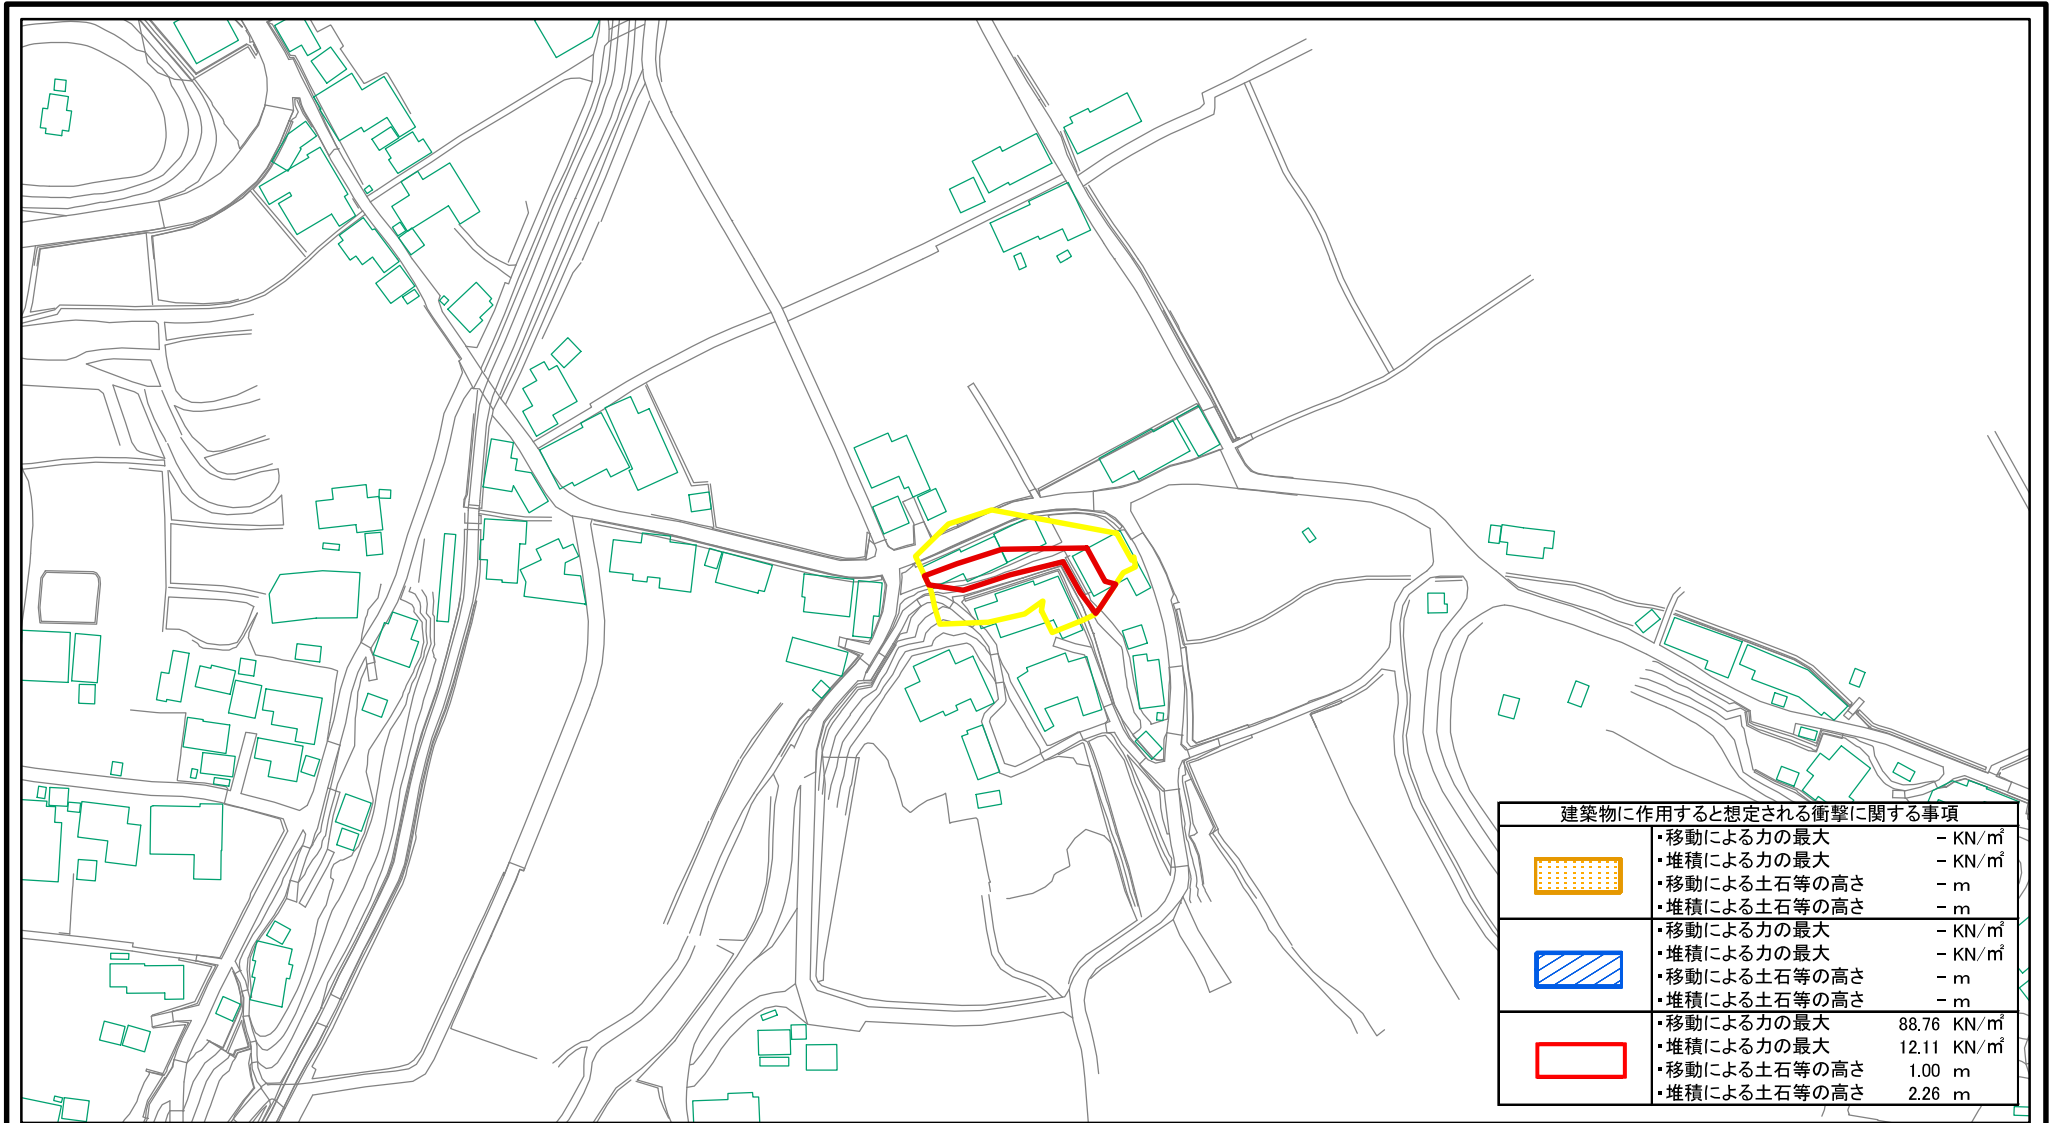 建築物に作用すると想定される衝撃に関する事項
・移動による力の最大 － KN/㎡
・堆積による力の最大 － KN/㎡
・移動による土石等の高さ － m
・堆積による土石等の高さ － m
・移動による力の最大 － KN/㎡
・堆積による力の最大 － KN/㎡
・移動による土石等の高さ － m
・堆積による土石等の高さ － m
・移動による力の最大 88.76 KN/㎡
・堆積による力の最大 12.11 KN/㎡
・移動による土石等の高さ 1.00 m
・堆積による土石等の高さ 2.26 m